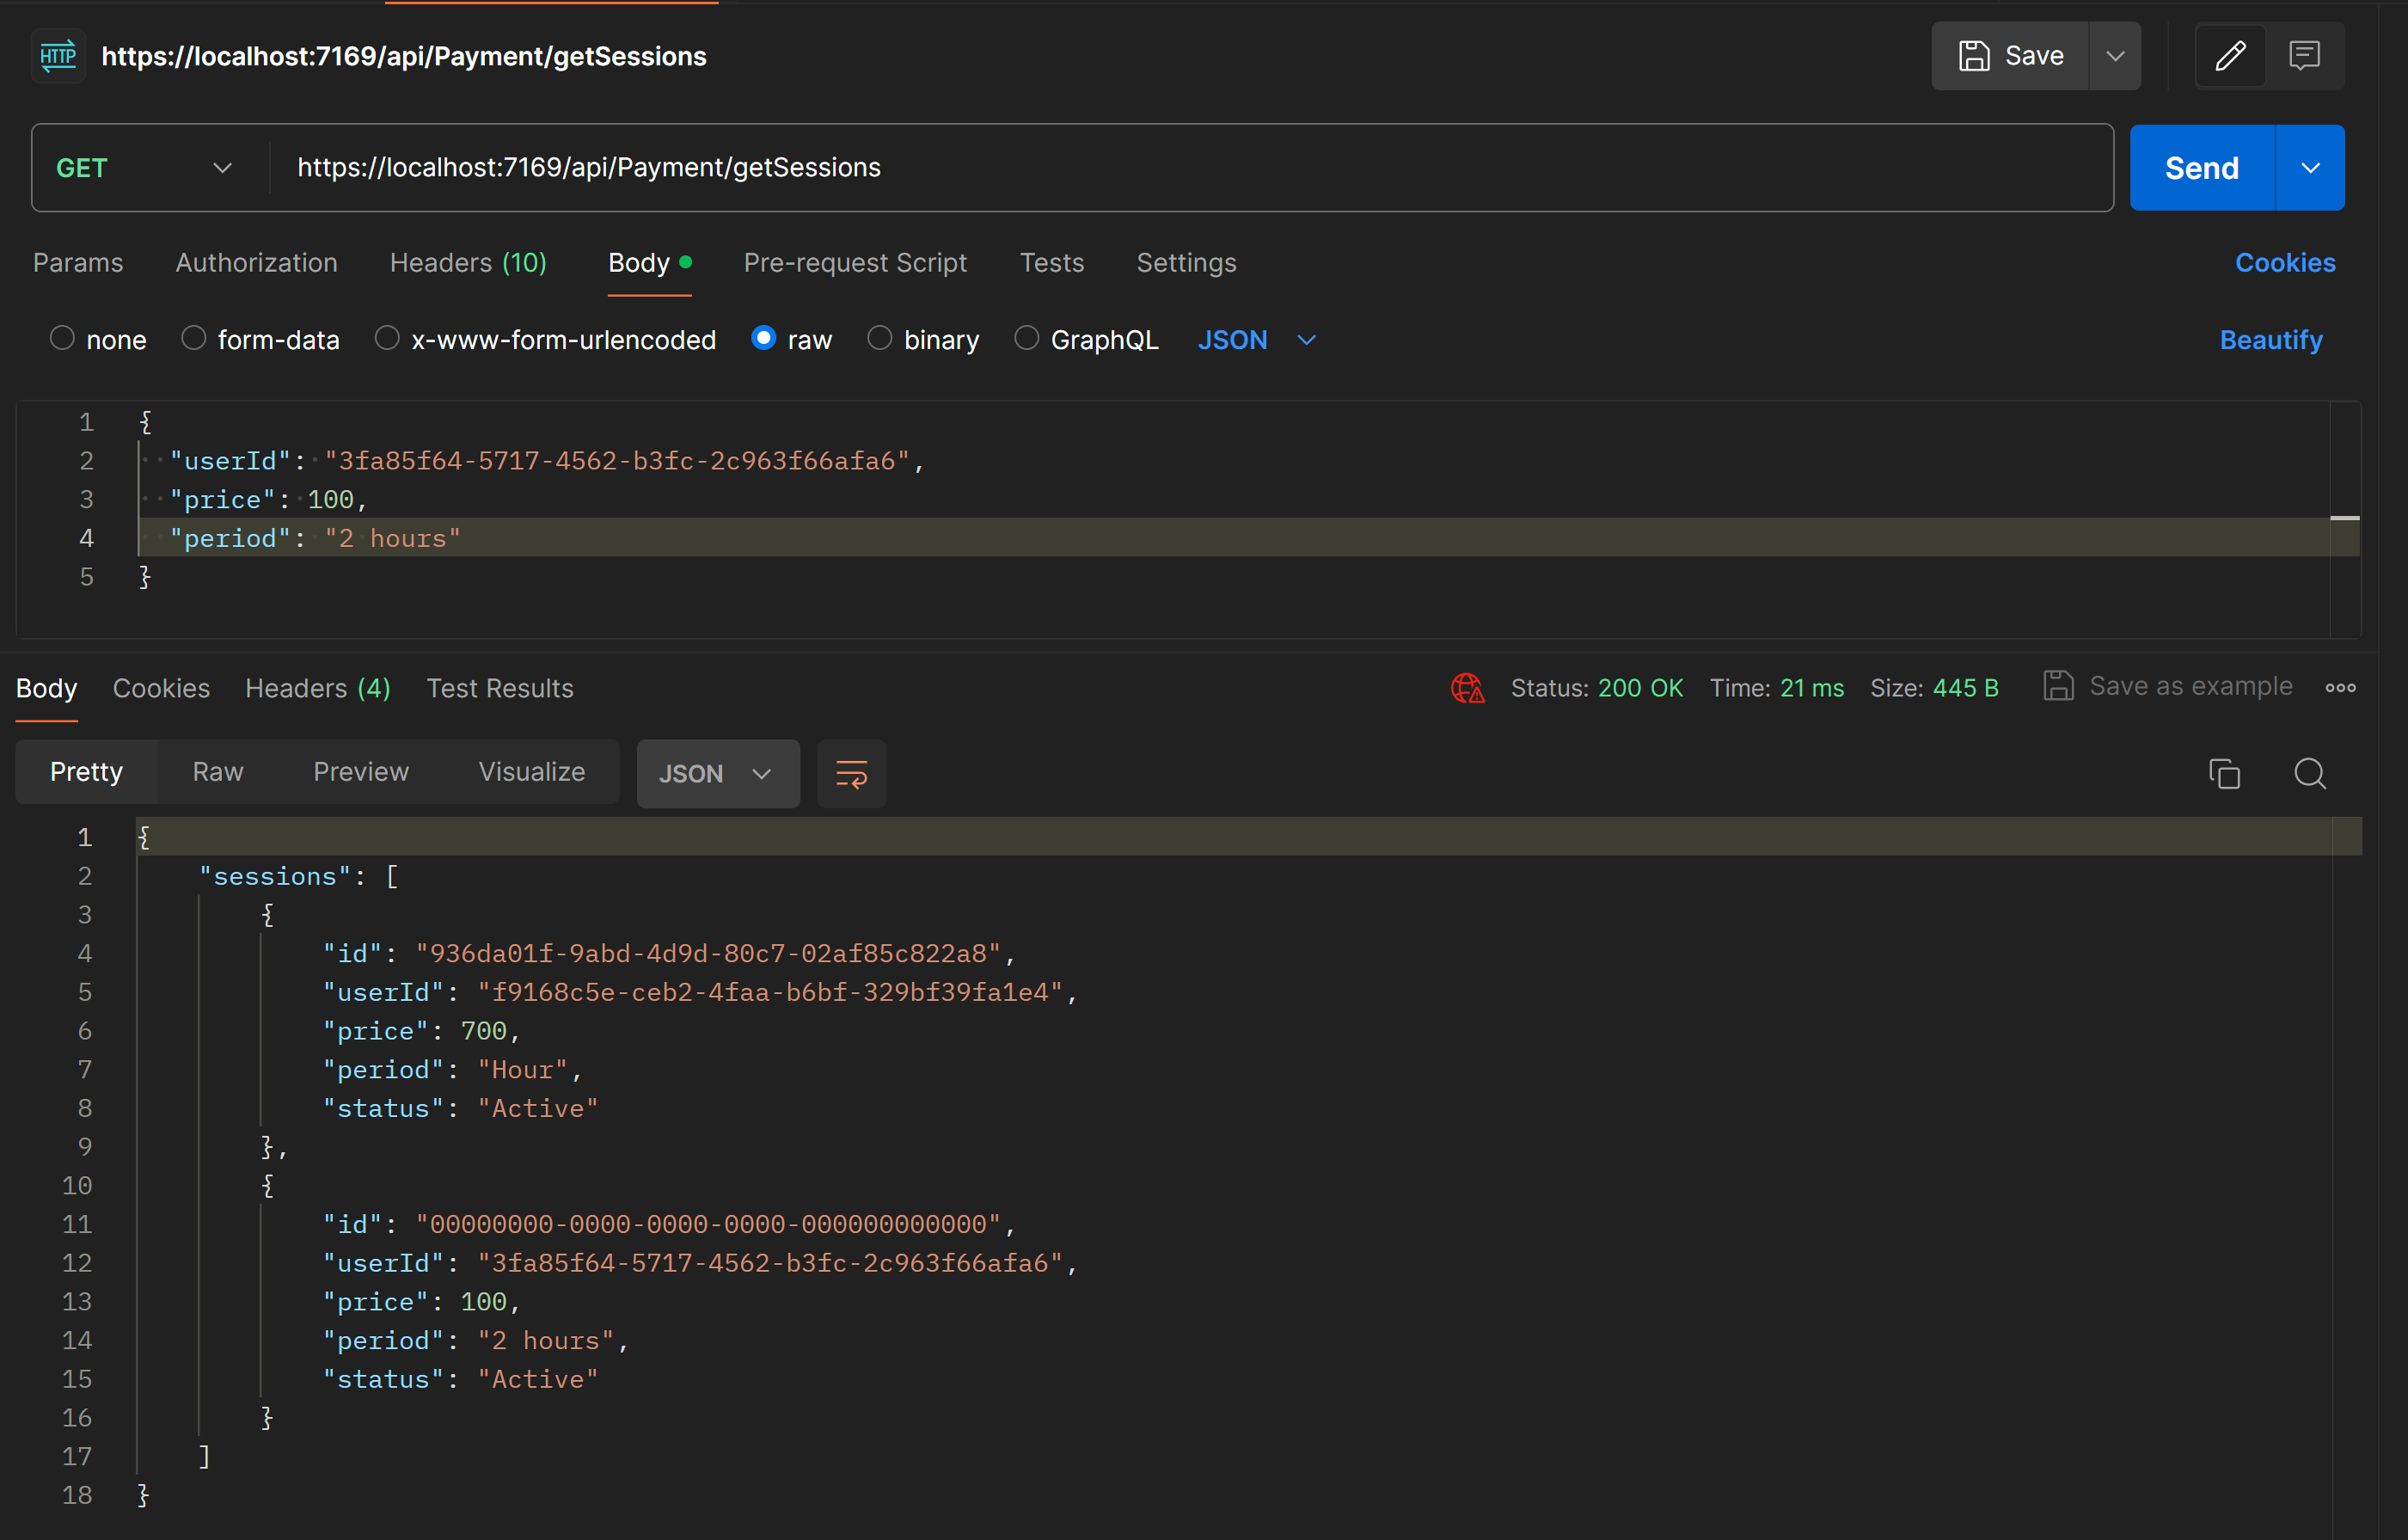 HTTP https://localhost:7169/api/Payment/getSessions Save
GET https://localhost:7169/api/Payment/getSessions Send
Params Authorization Headers (10) Body Pre-request Script Tests Settings Cookies
none form-data x-www-form-urlencoded raw binary GraphQL JSON Beautify
1 {
2 "userId": "3fa85f64-5717-4562-b3fc-2c963f66afa6",
3 "price": 100,
4 "period": "2 hours"
5 }
Body Cookies Headers (4) Test Results Status: 200 OK Time: 21 ms Size: 445 B Save as example
Pretty Raw Preview Visualize JSON
1 {
2 "sessions": [
3 {
4 "id": "936da01f-9abd-4d9d-80c7-02af85c822a8",
5 "userId": "f9168c5e-ceb2-4faa-b6bf-329bf39fa1e4",
6 "price": 700,
7 "period": "Hour",
8 "status": "Active"
9 },
10 {
11 "id": "00000000-0000-0000-0000-000000000000",
12 "userId": "3fa85f64-5717-4562-b3fc-2c963f66afa6",
13 "price": 100,
14 "period": "2 hours",
15 "status": "Active"
16 }
17 ]
18 }